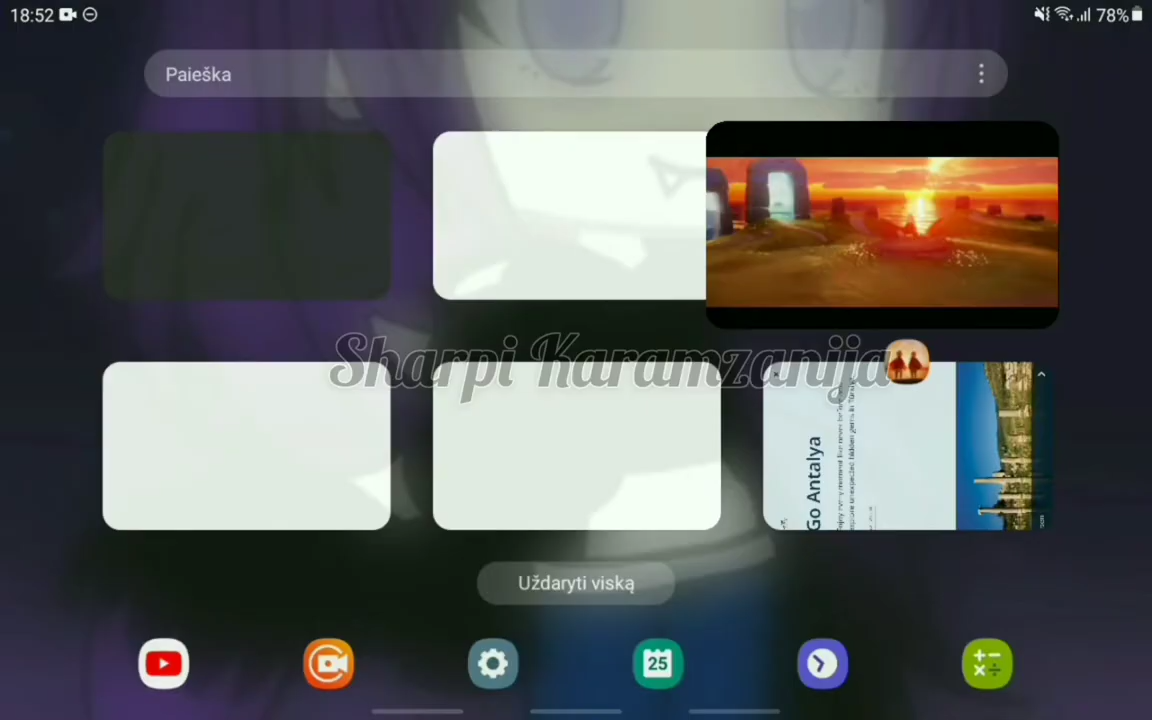 18:52
78%
Paieška
Sharpi Karamzanija
Go Antalya
Uždaryti viską
25